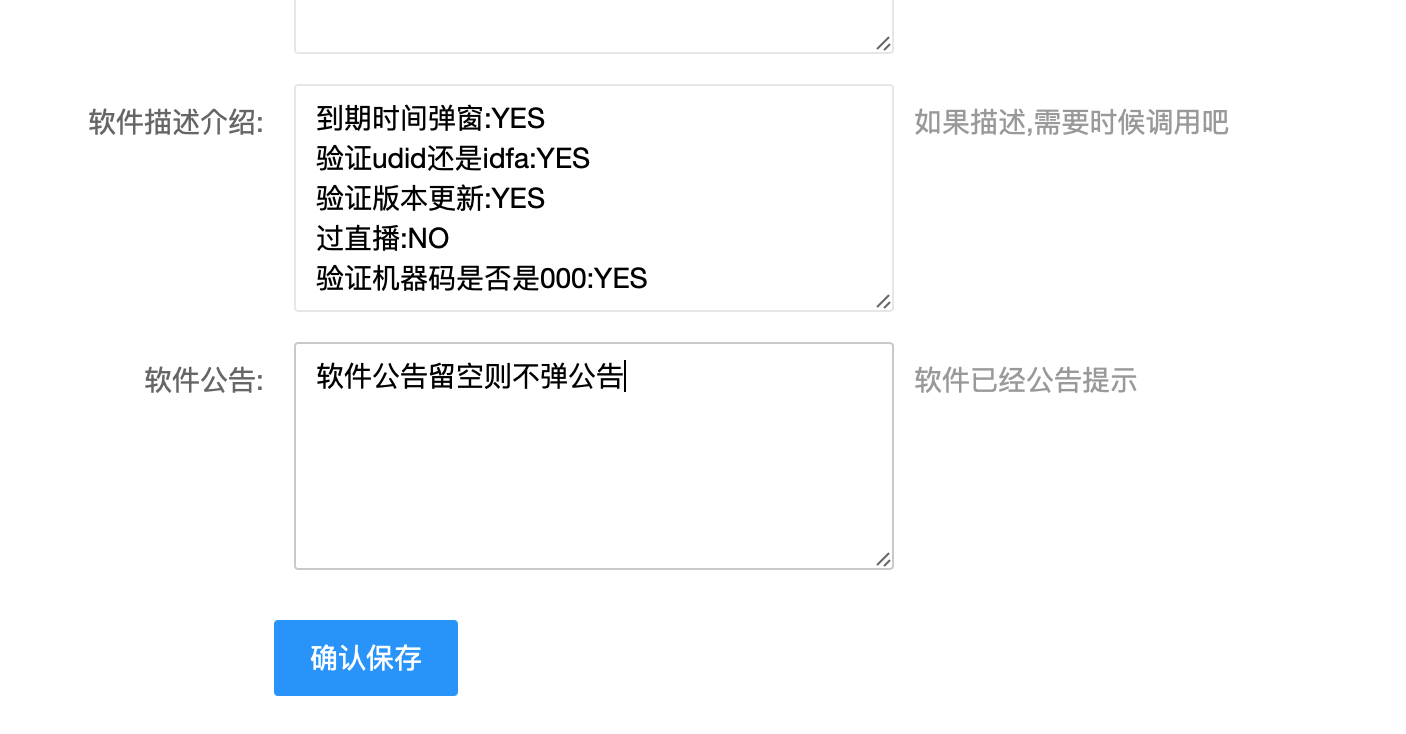 软件描述介绍:
到期时间弹窗:YES
验证udid还是idfa:YES
验证版本更新:YES
过直播:NO
验证机器码是否是000:YES
如果描述,需要时候调用吧
软件公告:
软件公告留空则不弹公告
软件已经公告提示
确认保存